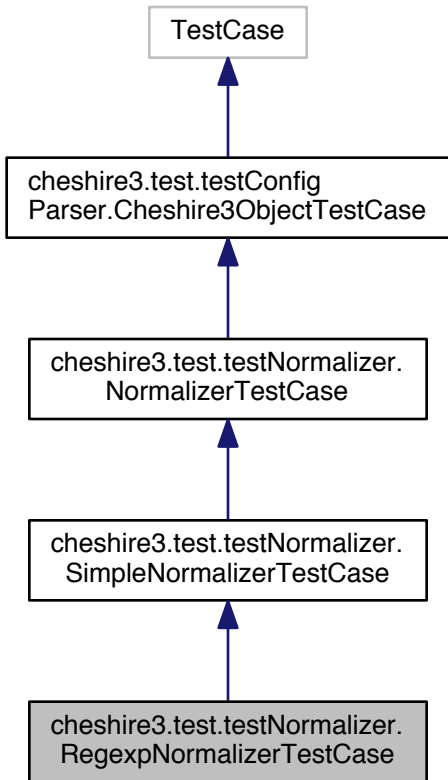 TestCase
cheshire3.test.testConfig
Parser.Cheshire3ObjectTestCase
cheshire3.test.testNormalizer.
NormalizerTestCase
cheshire3.test.testNormalizer.
SimpleNormalizerTestCase
cheshire3.test.testNormalizer.
RegexpNormalizerTestCase